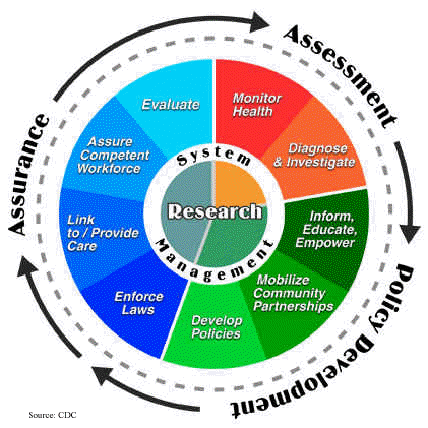 Assessment
Monitor
Health
Diagnose
& Investigate
Policy Development
Inform,
Educate,
Empower
Mobilize
Community
Partnerships
Develop
Policies
Assurance
Enforce
Laws
Link
to / Provide
Care
Assure
Competent
Workforce
Evaluate
System
Management
Research
Source: CDC